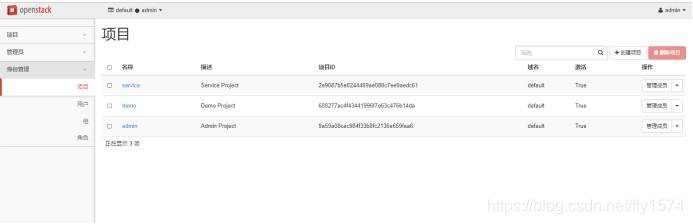 openstack
default ● admin
admin
项目
管理员
身份管理
项目
用户
组
角色
项目
筛选
+ 创建项目
删除项目
名称 描述 项目ID 域名 激活 操作
service Service Project 2e9087b5e0244469ae088c7ee9aedc61 default True 管理成员
demo Demo Project 608277ac4f43441996f7e63c476b14da default True 管理成员
admin Admin Project 9a59a08cac984f33b8fc2136e659fea6 default True 管理成员
正在显示 3 项
https://blog.csdn.net/fly1574